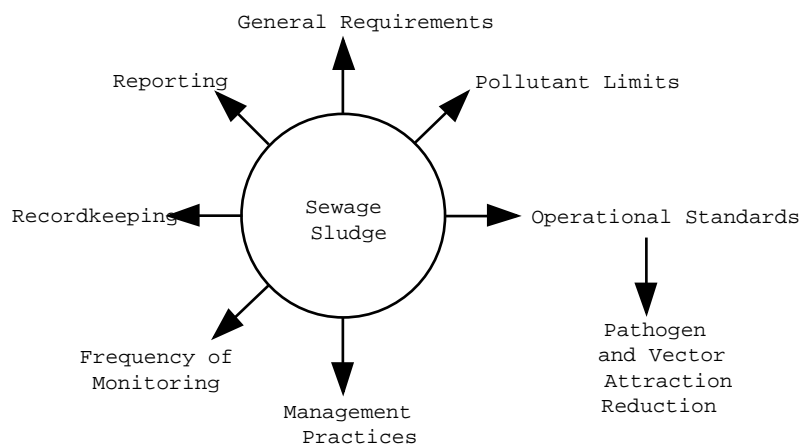 General Requirements
Reporting
Pollutant Limits
Recordkeeping
Sewage
Sludge
Operational Standards
Frequency of
Monitoring
Management
Practices
Pathogen
and Vector
Attraction
Reduction